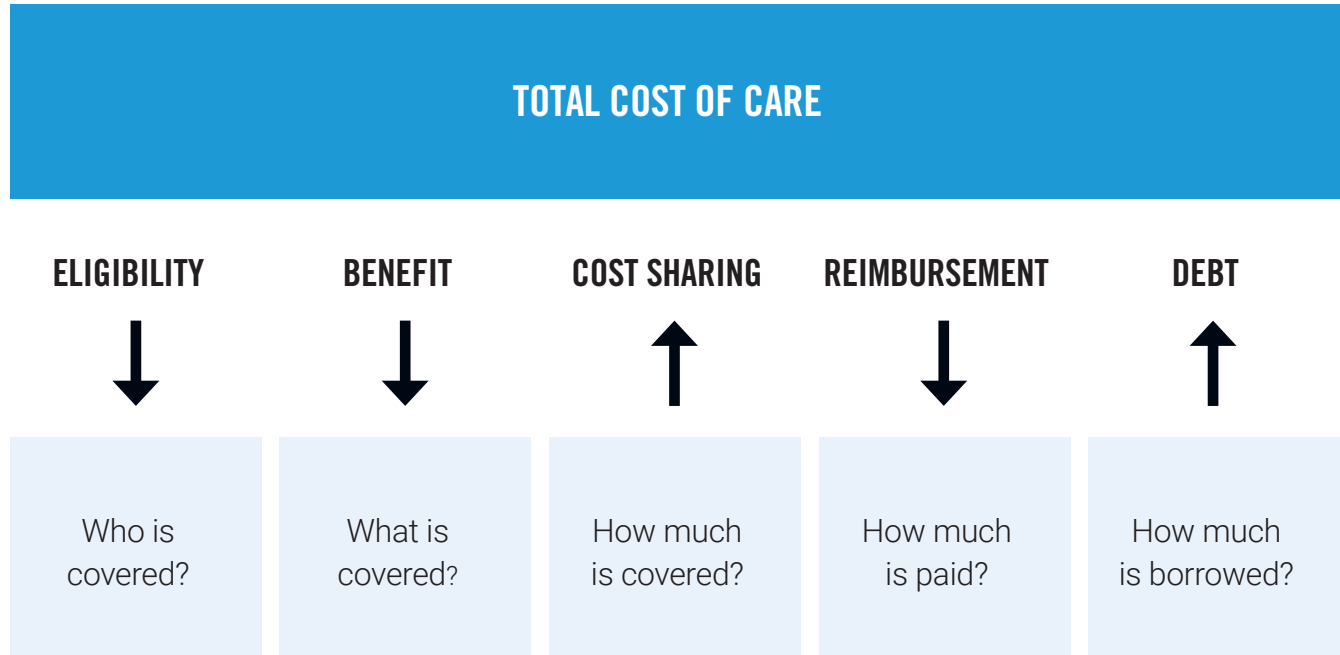 TOTAL COST OF CARE
ELIGIBILITY
BENEFIT
COST SHARING
REIMBURSEMENT
DEBT
Who is
covered?
What is
covered?
How much
is covered?
How much
is paid?
How much
is borrowed?